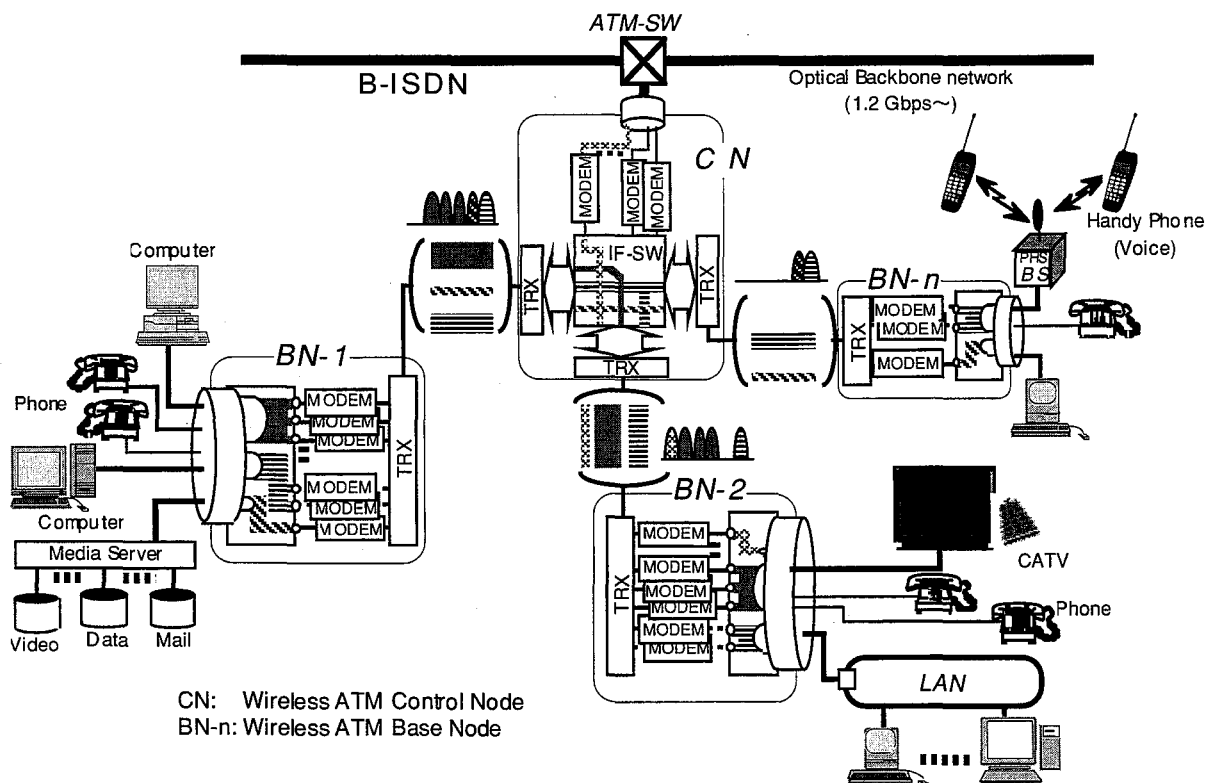 ATM-SW
B-ISDN
Optical Backbone network
(1.2 Gbps~)
CN
MODEM
MODEM
MODEM
IF-SW
TRX
TRX
TRX
Handy Phone
(Voice)
PHS
BS
BN-n
TRX
MODEM
MODEM
MODEM
Computer
BN-1
Phone
MODEM
MODEM
MODEM
MODEM
MODEM
MODEM
TRX
Computer
Media Server
Video
Data
Mail
BN-2
TRX
MODEM
MODEM
MODEM
MODEM
MODEM
MODEM
CATV
Phone
LAN
CN: Wireless ATM Control Node
BN-n: Wireless ATM Base Node